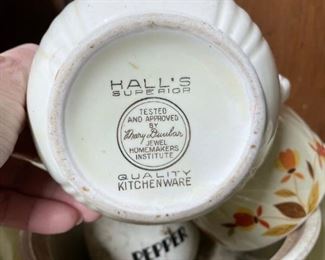 HALL'S
SUPERIOR
TESTED
AND APPROVED
BY
Mary Dunbar
JEWEL
HOMEMAKERS
INSTITUTE
QUALITY
KITCHENWARE
PEPPER